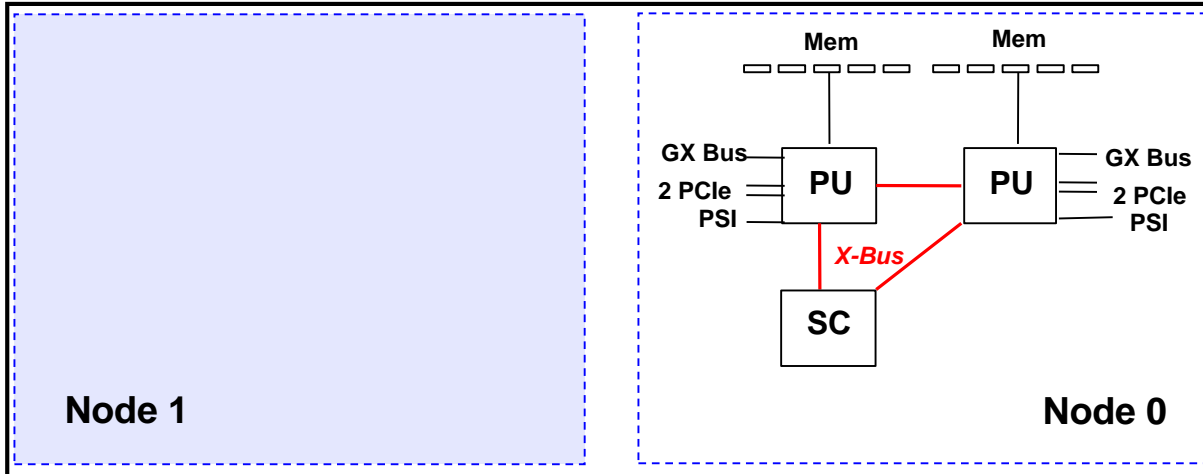 Mem
Mem
GX Bus
2 PCIe
PSI
PU
PU
GX Bus
2 PCIe
PSI
X-Bus
SC
Node 1
Node 0